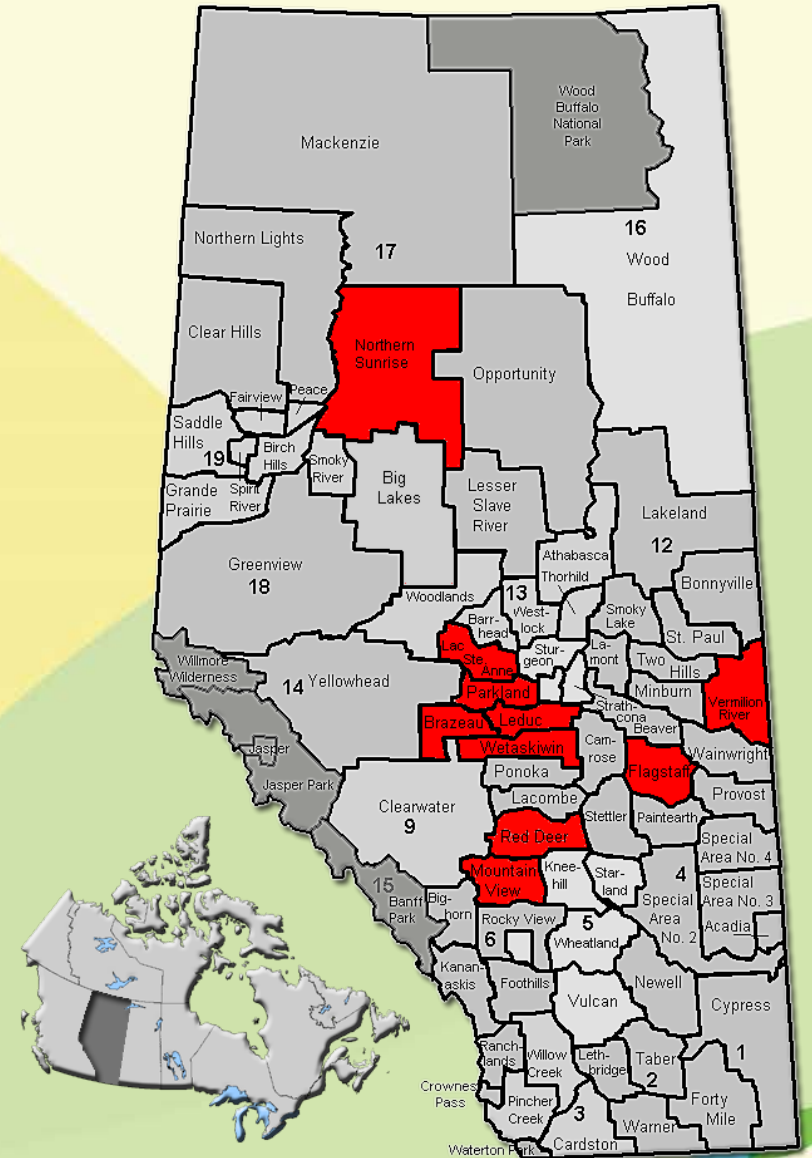 Wood
Buffalo
National
Park
Mackenzie
16
Wood
Buffalo
Northern Lights
17
Clear Hills
Northern
Sunrise
Opportunity
Fairview
Peace
Saddle
Hills
19
Birch
Hills
Smoky
River
Grande
Prairie
Spirit
River
Big
Lakes
Lesser
Slave
River
Lakeland
12
Greenview
18
Athabasca
Thorhild
Bonnyville
Woodlands
13
West-
lock
Barr-
head
Smoky
Lake
St. Paul
Lac
Ste.
Anne
Stur-
geon
La-
mont
Two
Hills
Willmore
Wilderness
14
Yellowhead
Parkland
Minburn
Vermilion
River
Strath-
cona
Beaver
Brazeau
Leduc
Wetaskiwin
Cam-
rose
Wainwright
Jasper
Ponoka
Flagstaff
Jasper Park
Provost
Clearwater
9
Lacombe
Stettler
Paintearth
Red Deer
Special
Area No. 4
Mountain
View
Knee-
hill
Star-
land
4
Special
Area
No. 2
Special
Area No. 3
15
Banff
Park
Big-
horn
Acadia
Rocky View
6
5
Wheatland
Kanan-
askis
Foothills
Newell
Vulcan
Cypress
1
Ranch-
lands
Willow
Creek
Leth-
bridge
Taber
2
Crownest
Pass
Pincher
Creek
3
Forty
Mile
Warner
Waterton Park
Cardston